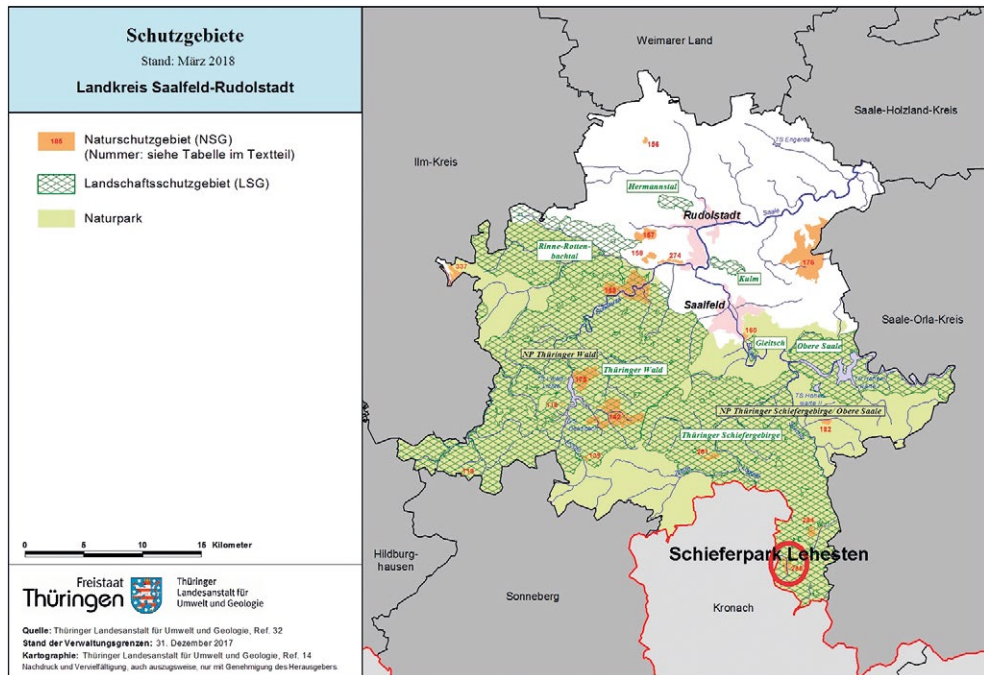 Schutzgebiete
Stand: März 2018
Landkreis Saalfeld-Rudolstadt
Naturschutzgebiet (NSG)
(Nummer: siehe Tabelle im Textteil)
Landschaftsschutzgebiet (LSG)
Naturpark
0 5 10 15 Kilometer
Freistaat
Thüringen
Thüringer
Landesanstalt für
Umwelt und Geologie
Quelle: Thüringer Landesanstalt für Umwelt und Geologie, Ref. 32
Stand der Verwaltungsgrenzen: 31. Dezember 2017
Kartographie: Thüringer Landesanstalt für Umwelt und Geologie, Ref. 14
Nachdruck und Vervielfältigung, auch auszugsweise, nur mit Genehmigung des Herausgebers.
Weimarer Land
Saale-Holzland-Kreis
Ilm-Kreis
156
Hermannstal
Rudolstadt
Saale
Rinne-Rotten-
bachtal
274
Kulm
176
Saalfeld
Saale-Orla-Kreis
160
Gleitsch
Obere Saale
NP Thüringer Wald
Thüringer Wald
NP Thüringer Schiefergebirge/Obere Saale
Thüringer Schiefergebirge
Schieferpark Lehesten
Hildburg-
hausen
Sonneberg
Kronach